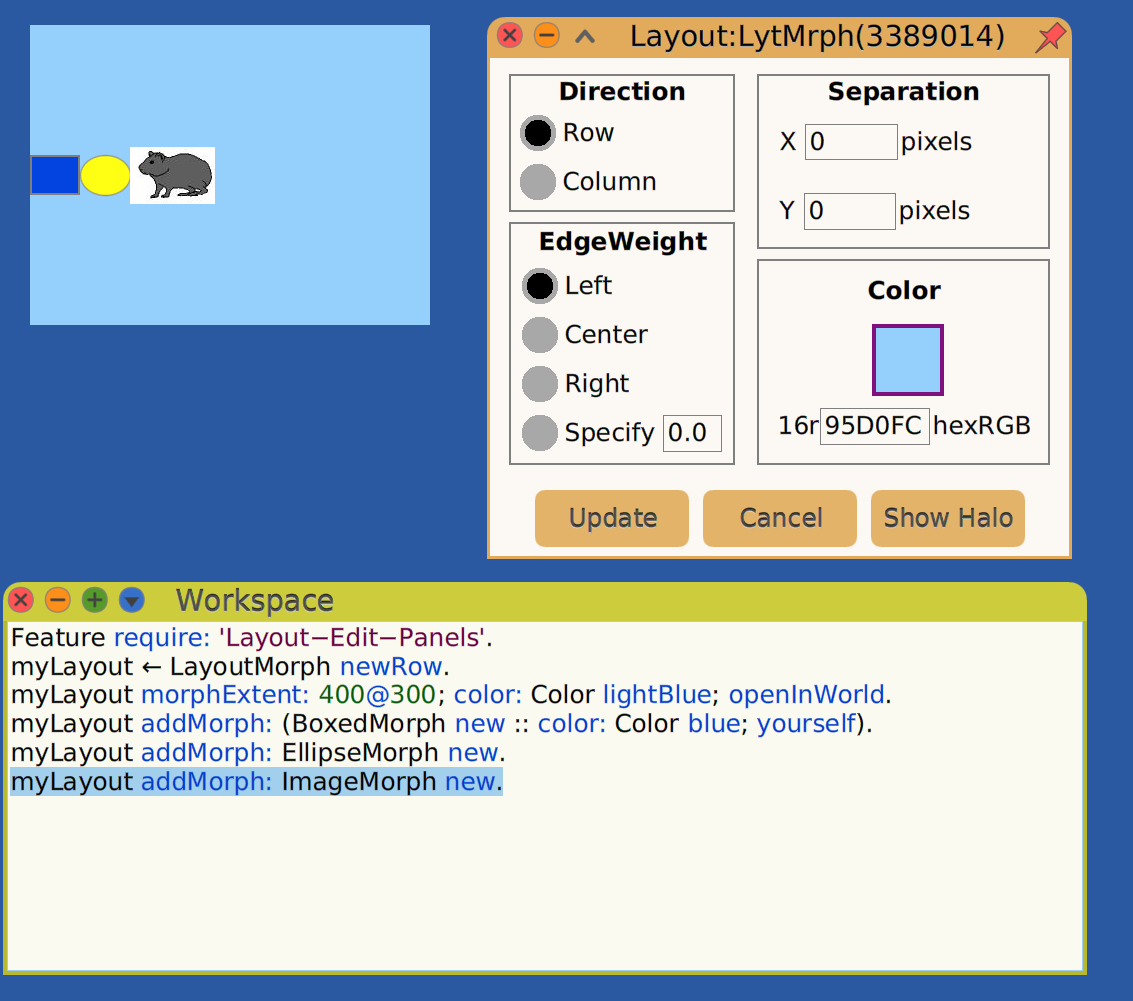 Layout:LytMrph(3389014)
Direction
Row
Column
Separation
X 0 pixels
Y 0 pixels
EdgeWeight
Left
Center
Right
Specify 0.0
Color
16r 95D0FC hexRGB
Update Cancel Show Halo
Workspace
Feature require: 'Layout−Edit−Panels'.
myLayout ← LayoutMorph newRow.
myLayout morphExtent: 400@300; color: Color lightBlue; openInWorld.
myLayout addMorph: (BoxedMorph new :: color: Color blue; yourself).
myLayout addMorph: EllipseMorph new.
myLayout addMorph: ImageMorph new.